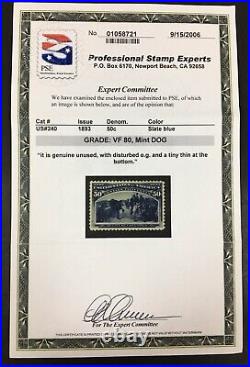 No. 01058721
9/15/2006
PSE
Professional Stamp Experts
P.O. Box 6170, Newport Beach, CA 92658
Expert Committee
We have examined the enclosed item submitted to PSE, of which
an image is shown below, and are of the opinion that:
Cat # Issue Denom. Color
US#240 1893 50c Slate blue
GRADE: VF 80, Mint DOG
"it is genuine unused, with disturbed o.g. and a tiny thin at the
bottom."
For The Expert Committee